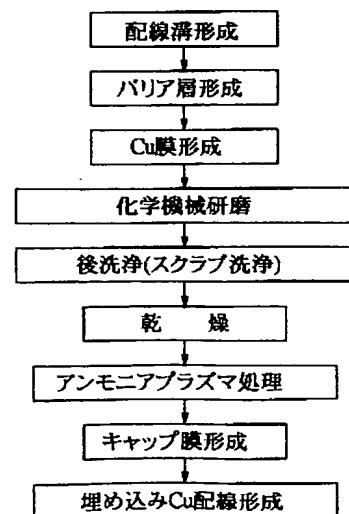 配線溝形成
バリア層形成
Cu膜形成
化学機械研磨
後洗浄(スクラブ洗浄)
乾　　燥
アンモニアプラズマ処理
キャップ膜形成
埋め込みCu配線形成